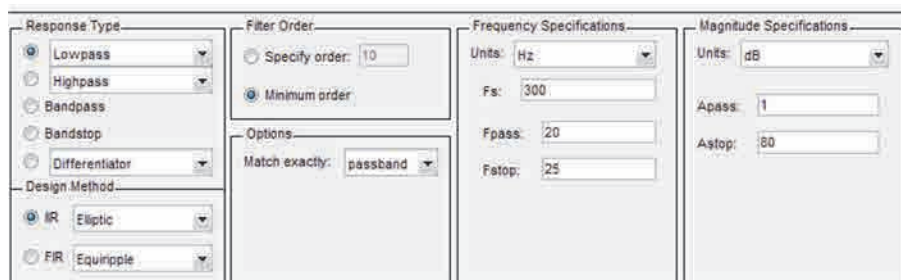 Response Type
Lowpass
Highpass
Bandpass
Bandstop
Differentiator
Design Method
IIR Elliptic
FIR Equiripple
Filter Order
Specify order: 10
Minimum order
Options
Match exactly: passband
Frequency Specifications
Units: Hz
Fs: 300
Fpass: 20
Fstop: 25
Magnitude Specifications
Units: dB
Apass: 1
Astop: 80